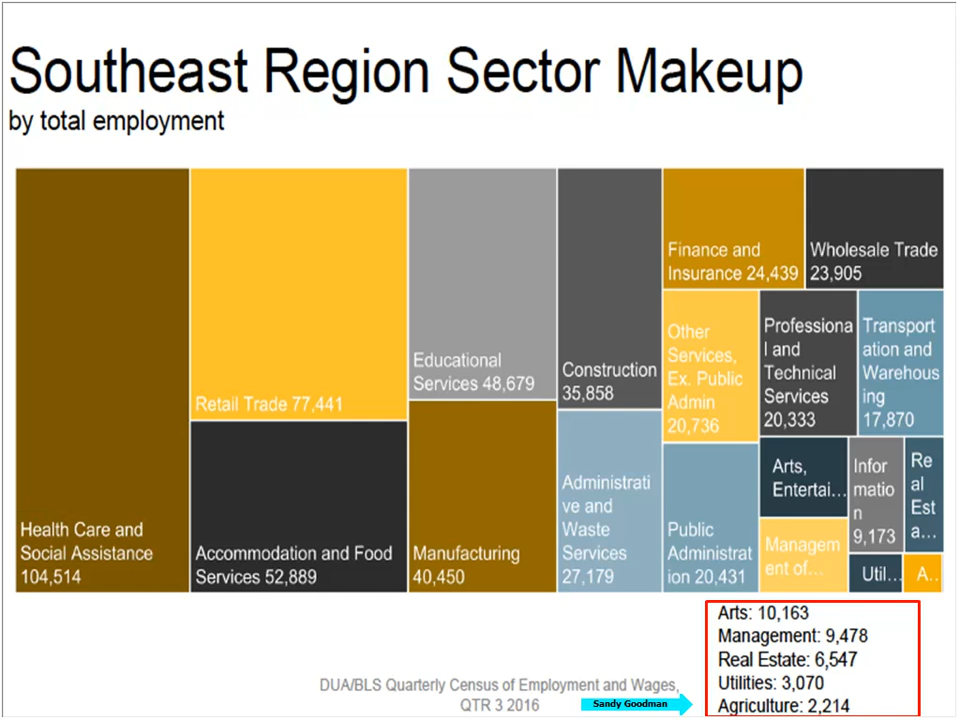 Southeast Region Sector Makeup
by total employment
Health Care and
Social Assistance
104,514
Retail Trade 77,441
Accommodation and Food
Services 52,889
Educational
Services 48,679
Manufacturing
40,450
Construction
35,858
Administrati
ve and
Waste
Services
27,179
Finance and
Insurance 24,439
Wholesale Trade
23,905
Other
Services,
Ex. Public
Admin
20,736
Professiona
l and
Technical
Services
20,333
Transport
ation and
Warehous
ing
17,870
Public
Administrat
ion 20,431
Arts,
Entertai...
Managem
ent of...
Infor
matio
n
9,173
Re
al
Est
a...
Util...
A..
Arts: 10,163
Management: 9,478
Real Estate: 6,547
Utilities: 3,070
Agriculture: 2,214
DUA/BLS Quarterly Census of Employment and Wages,
QTR 3 2016
Sandy Goodman